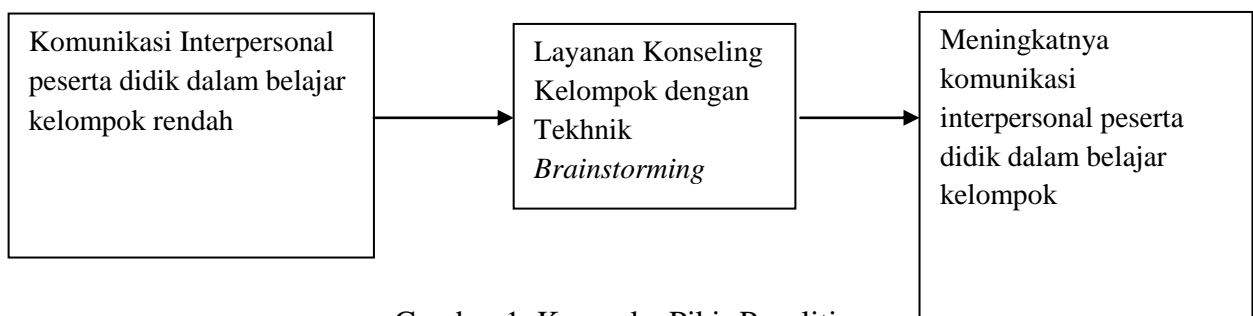 Komunikasi Interpersonal
peserta didik dalam belajar
kelompok rendah
Layanan Konseling
Kelompok dengan
Tekhnik
Brainstorming
Meningkatnya
komunikasi
interpersonal peserta
didik dalam belajar
kelompok